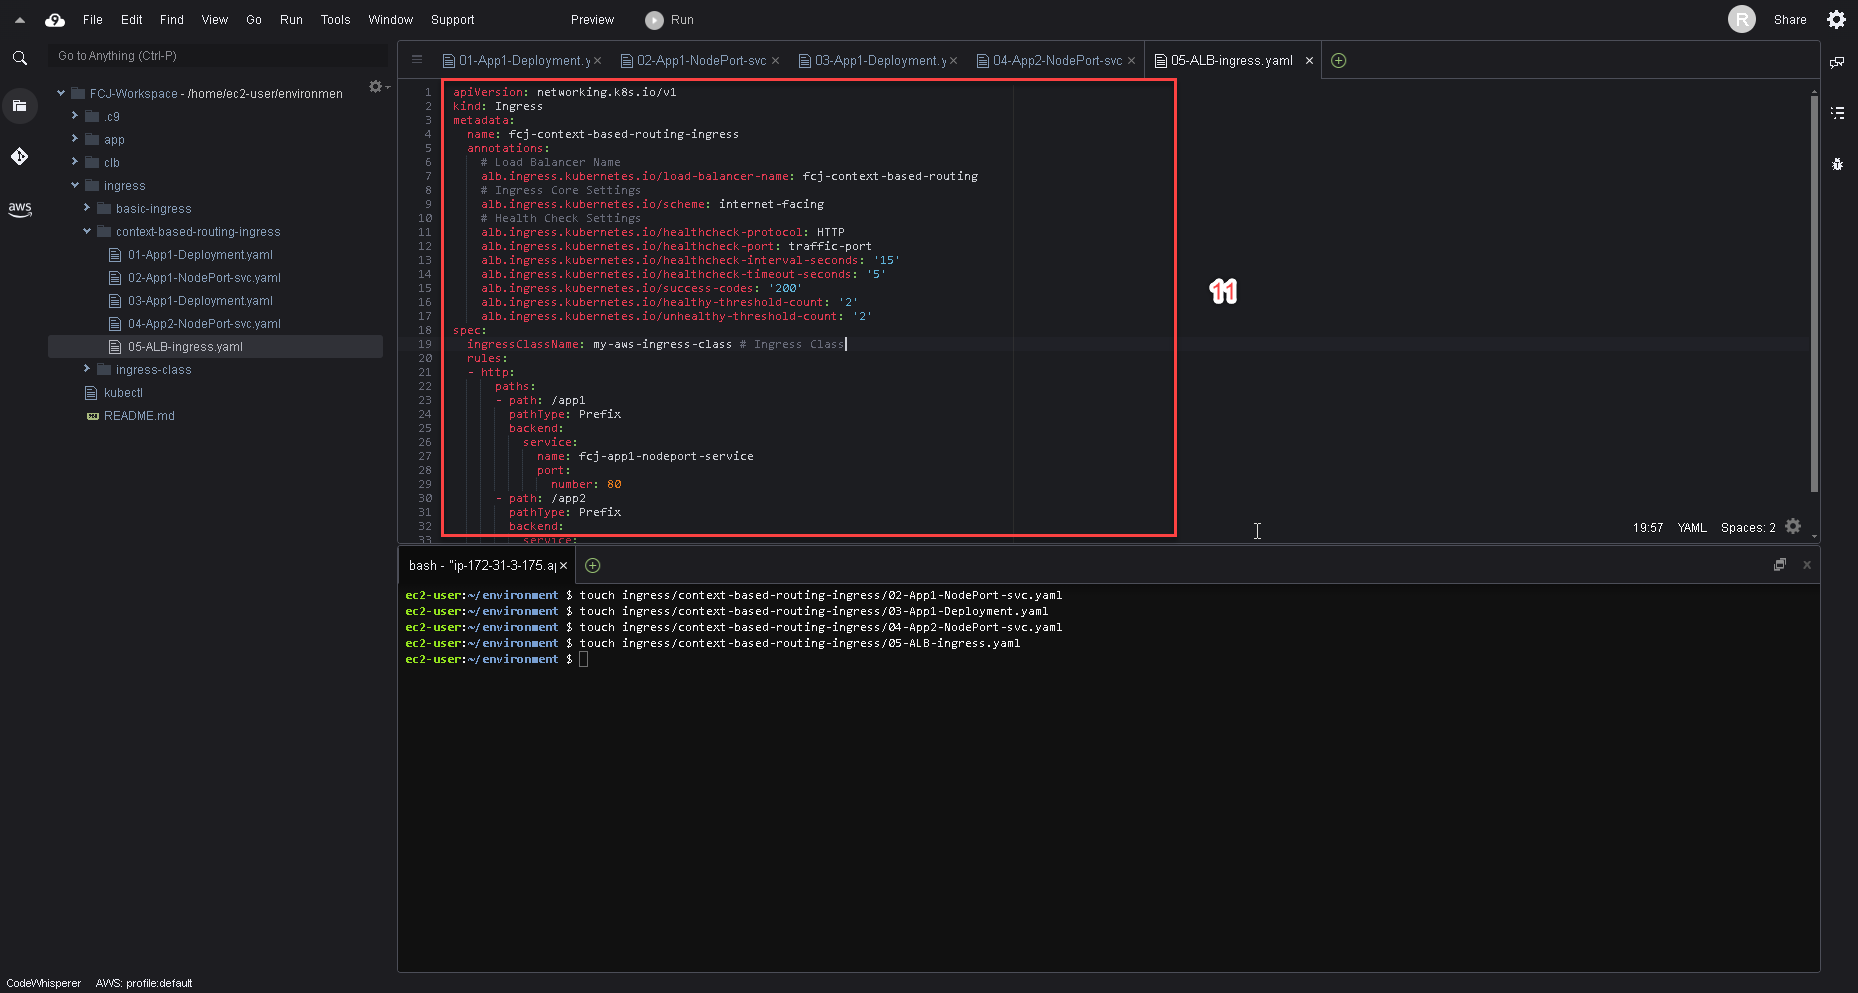 File Edit Find View Go Run Tools Window Support Preview Run R Share
Go to Anything (Ctrl-P)
FCJ-Workspace - /home/ec2-user/environmen
.c9
app
clb
ingress
basic-ingress
context-based-routing-ingress
01-App1-Deployment.yaml
02-App1-NodePort-svc.yaml
03-App1-Deployment.yaml
04-App2-NodePort-svc.yaml
05-ALB-ingress.yaml
ingress-class
kubectl
README.md
aws
01-App1-Deployment.y 02-App1-NodePort-svc 03-App1-Deployment.y 04-App2-NodePort-svc 05-ALB-ingress.yaml
1 apiVersion: networking.k8s.io/v1
2 kind: Ingress
3 metadata:
4 name: fcj-context-based-routing-ingress
5 annotations:
6 # Load Balancer Name
7 alb.ingress.kubernetes.io/load-balancer-name: fcj-context-based-routing
8 # Ingress Core Settings
9 alb.ingress.kubernetes.io/scheme: internet-facing
10 # Health Check Settings
11 alb.ingress.kubernetes.io/healthcheck-protocol: HTTP
12 alb.ingress.kubernetes.io/healthcheck-port: traffic-port
13 alb.ingress.kubernetes.io/healthcheck-interval-seconds: '15'
14 alb.ingress.kubernetes.io/healthcheck-timeout-seconds: '5'
15 alb.ingress.kubernetes.io/success-codes: '200'
16 alb.ingress.kubernetes.io/healthy-threshold-count: '2'
17 alb.ingress.kubernetes.io/unhealthy-threshold-count: '2'
18 spec:
19 ingressClassName: my-aws-ingress-class # Ingress Class
20 rules:
21 - http:
22 paths:
23 - path: /app1
24 pathType: Prefix
25 backend:
26 service:
27 name: fcj-app1-nodeport-service
28 port:
29 number: 80
30 - path: /app2
31 pathType: Prefix
32 backend:
33 service:
11
19:57 YAML Spaces: 2
bash - "ip-172-31-3-175.ap
ec2-user:~/environment $ touch ingress/context-based-routing-ingress/02-App1-NodePort-svc.yaml
ec2-user:~/environment $ touch ingress/context-based-routing-ingress/03-App1-Deployment.yaml
ec2-user:~/environment $ touch ingress/context-based-routing-ingress/04-App2-NodePort-svc.yaml
ec2-user:~/environment $ touch ingress/context-based-routing-ingress/05-ALB-ingress.yaml
ec2-user:~/environment $
CodeWhisperer AWS: profile:default